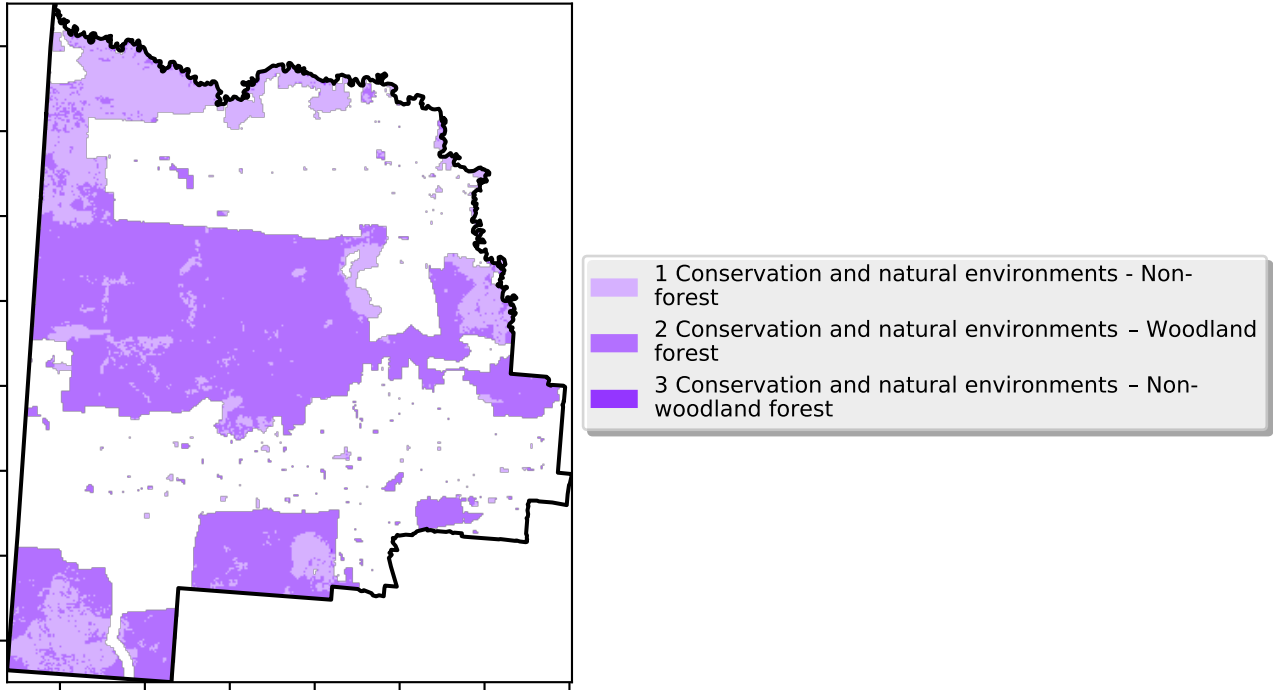 1 Conservation and natural environments - Non-
forest
2 Conservation and natural environments – Woodland
forest
3 Conservation and natural environments – Non-
woodland forest